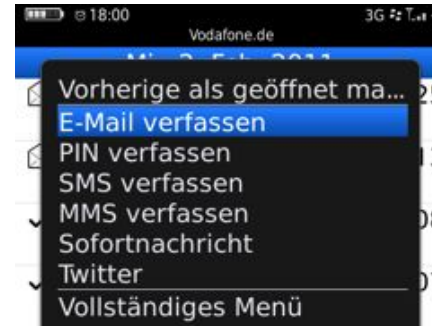 18:00
3G
Vodafone.de
Vorherige als geöffnet ma...
E-Mail verfassen
PIN verfassen
SMS verfassen
MMS verfassen
Sofortnachricht
Twitter
Vollständiges Menü